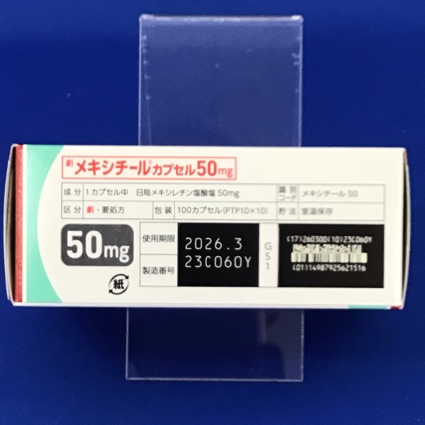 劇 メキシチール®カプセル50mg
成分 1カプセル中 日局メキシレチン塩酸塩 50mg 識別コード メキシチール50
区分 劇・要処方 包装 100カプセル(PTP10×10) 貯法 室温保存
50mg
使用期限 2026.3
製造番号 23C060Y
GS1
(17)260300(10)23C060Y
(01)14987925621516
紙